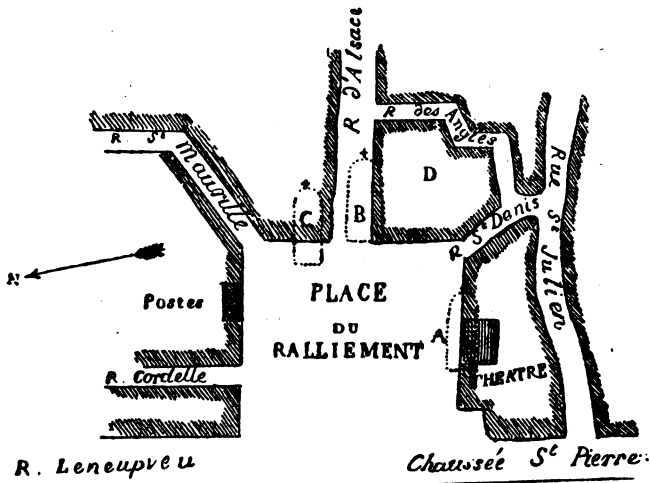 R d'Alsace
R des Angles
R. St Maurille
D
C
B
Rue St Julien
R St Denis
N
PLACE
DU
RALLIEMENT
Postes
A
THEATRE
R. Cordelle
R. Leneupveu
Chaussée St Pierre